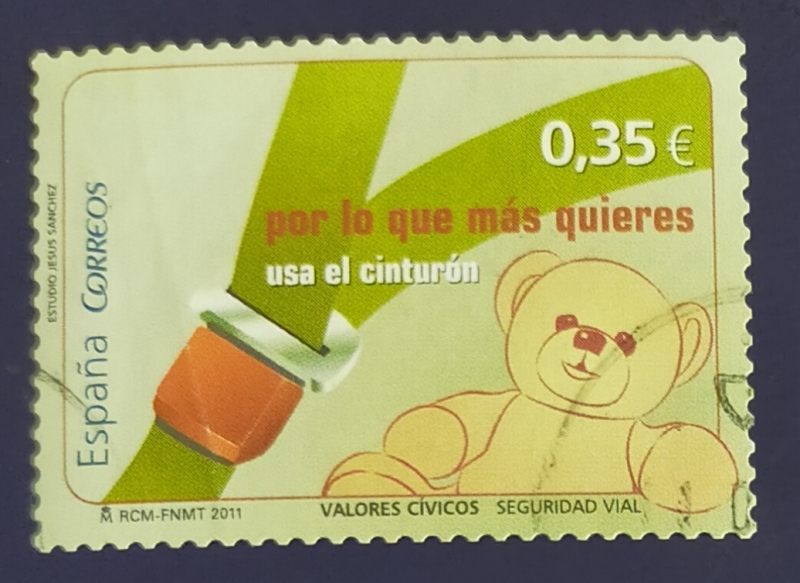 0,35 €
por lo que más quieres
usa el cinturón
ESTUDIO JESUS SANCHEZ
España CORREOS
RCM-FNMT 2011
VALORES CÍVICOS SEGURIDAD VIAL